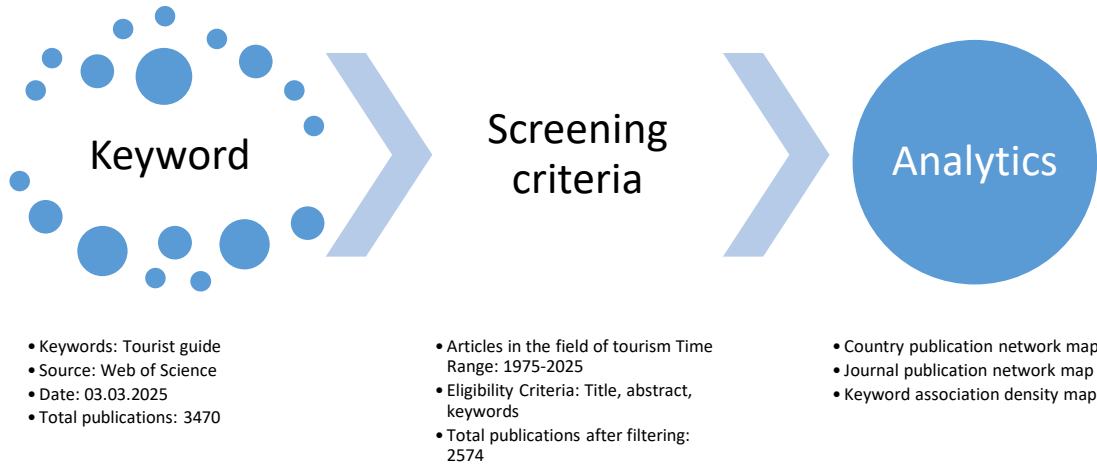 Keyword
Screening
criteria
Analytics
• Keywords: Tourist guide
• Source: Web of Science
• Date: 03.03.2025
• Total publications: 3470
• Articles in the field of tourism Time
Range: 1975-2025
• Eligibility Criteria: Title, abstract,
keywords
• Total publications after filtering:
2574
• Country publication network map
• Journal publication network map
• Keyword association density map